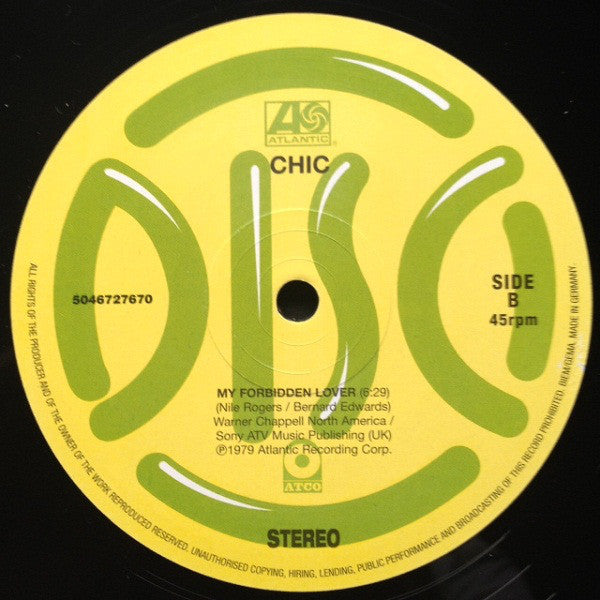 DISCO
ATLANTIC
CHIC
5046727670
SIDE
B
45rpm
MY FORBIDDEN LOVER (6:29)
(Nile Rogers / Bernard Edwards)
Warner Chappell North America /
Sony ATV Music Publishing (UK)
℗1979 Atlantic Recording Corp.
ATCO
STEREO
ALL RIGHTS OF THE PRODUCER AND OF THE OWNER OF THE WORK REPRODUCED RESERVED. UNAUTHORISED COPYING, HIRING, LENDING, PUBLIC PERFORMANCE AND BROADCASTING OF THIS RECORD PROHIBITED. BIEM/GEMA. MADE IN GERMANY.